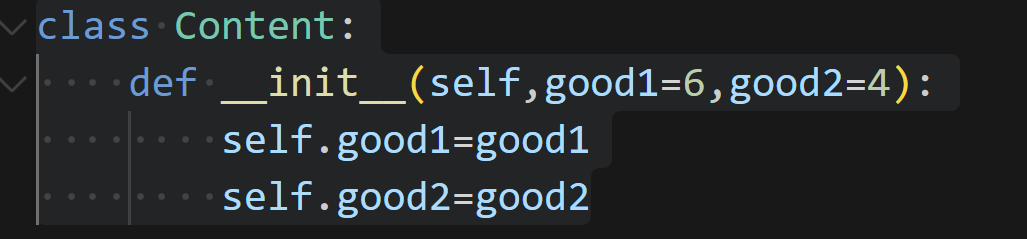 class Content:
    def __init__(self,good1=6,good2=4):
        self.good1=good1
        self.good2=good2